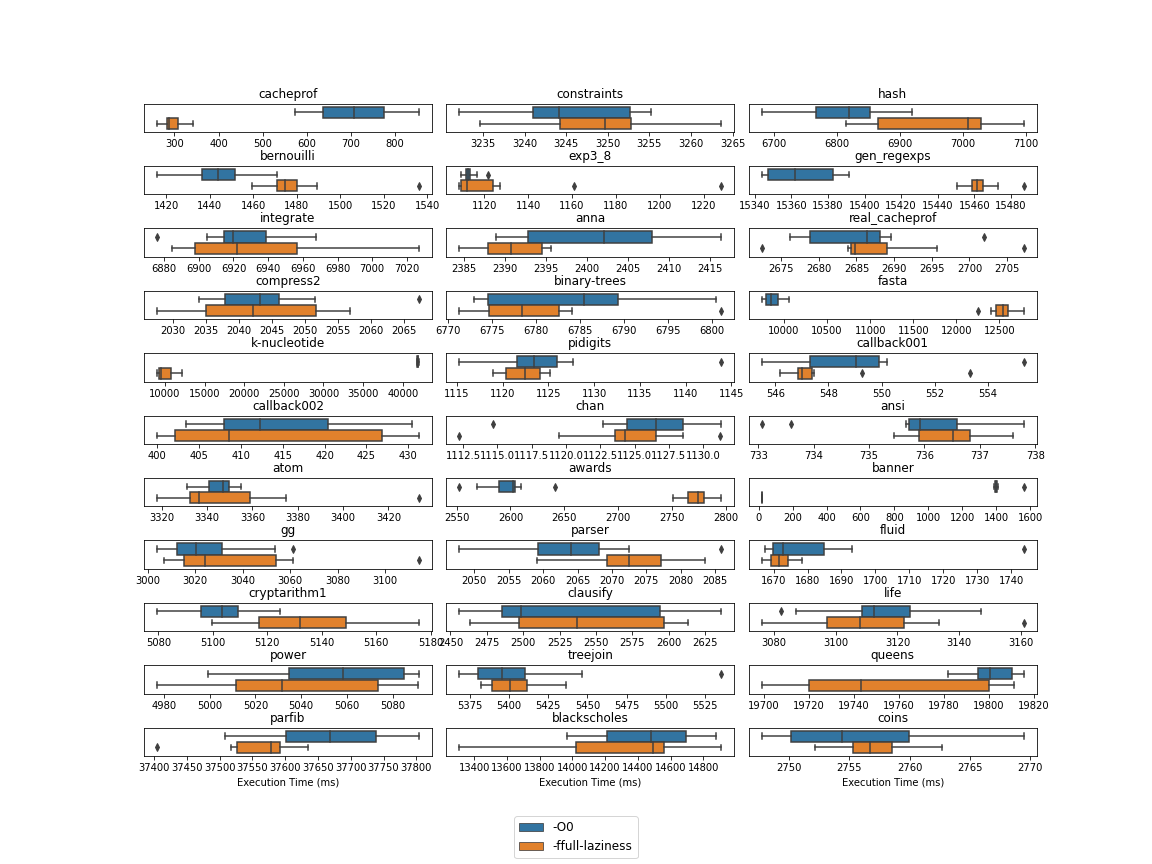 cacheprof constraints hash
300 400 500 600 700 800 3235 3240 3245 3250 3255 3260 3265 6700 6800 6900 7000 7100
bernouilli exp3_8 gen_regexps
1420 1440 1460 1480 1500 1520 1540 1120 1140 1160 1180 1200 1220 15340 15360 15380 15400 15420 15440 15460 15480
integrate anna real_cacheprof
6880 6900 6920 6940 6960 6980 7000 7020 2385 2390 2395 2400 2405 2410 2415 2675 2680 2685 2690 2695 2700 2705
compress2 binary-trees fasta
2030 2035 2040 2045 2050 2055 2060 2065 6770 6775 6780 6785 6790 6795 6800 10000 10500 11000 11500 12000 12500
k-nucleotide pidigits callback001
10000 15000 20000 25000 30000 35000 40000 1115 1120 1125 1130 1135 1140 1145 546 548 550 552 554
callback002 chan ansi
400 405 410 415 420 425 430 1112.5 1115.0 1117.5 1120.0 1122.5 1125.0 1127.5 1130.0 733 734 735 736 737 738
atom awards banner
3320 3340 3360 3380 3400 3420 2550 2600 2650 2700 2750 2800 0 200 400 600 800 1000 1200 1400 1600
gg parser fluid
3000 3020 3040 3060 3080 3100 2050 2055 2060 2065 2070 2075 2080 2085 1670 1680 1690 1700 1710 1720 1730 1740
cryptarithm1 clausify life
5080 5100 5120 5140 5160 5180 2450 2475 2500 2525 2550 2575 2600 2625 3080 3100 3120 3140 3160
power treejoin queens
4980 5000 5020 5040 5060 5080 5375 5400 5425 5450 5475 5500 5525 19700 19720 19740 19760 19780 19800 19820
parfib blackscholes coins
37400 37450 37500 37550 37600 37650 37700 37750 37800 13400 13600 13800 14000 14200 14400 14600 14800 2750 2755 2760 2765 2770
Execution Time (ms) Execution Time (ms) Execution Time (ms)
-O0
-ffull-laziness